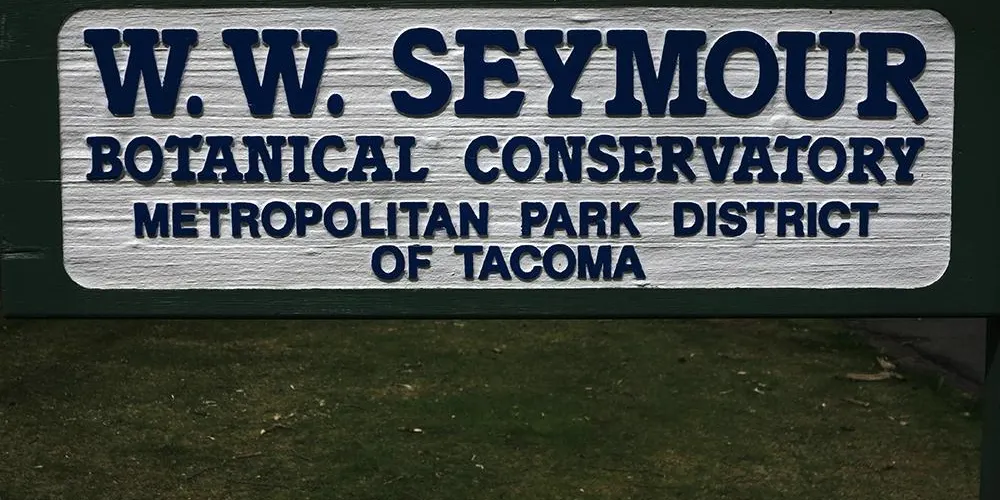 W.W. SEYMOUR
BOTANICAL CONSERVATORY
METROPOLITAN PARK DISTRICT
OF TACOMA